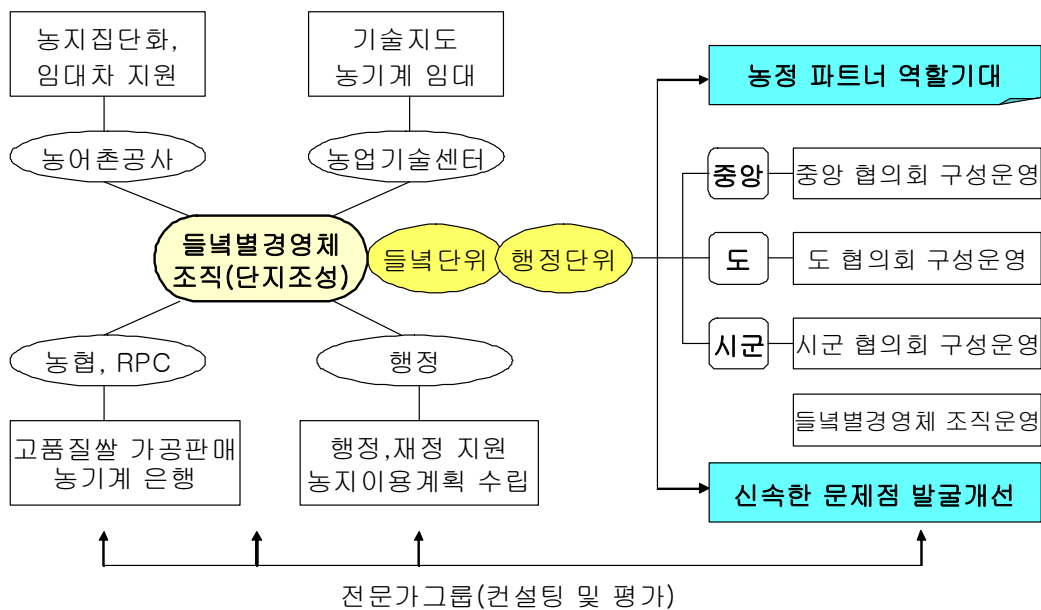 농지집단화,
임대차 지원
기술지도
농기계 임대
농정 파트너 역할기대
농어촌공사
농업기술센터
중앙
중앙 협의회 구성운영
들녘별경영체
조직(단지조성)
들녘단위
행정단위
도
도 협의회 구성운영
농협, RPC
행정
시군
시군 협의회 구성운영
고품질쌀 가공판매
농기계 은행
행정,재정 지원
농지이용계획 수립
들녘별경영체 조직운영
신속한 문제점 발굴개선
전문가그룹(컨설팅 및 평가)